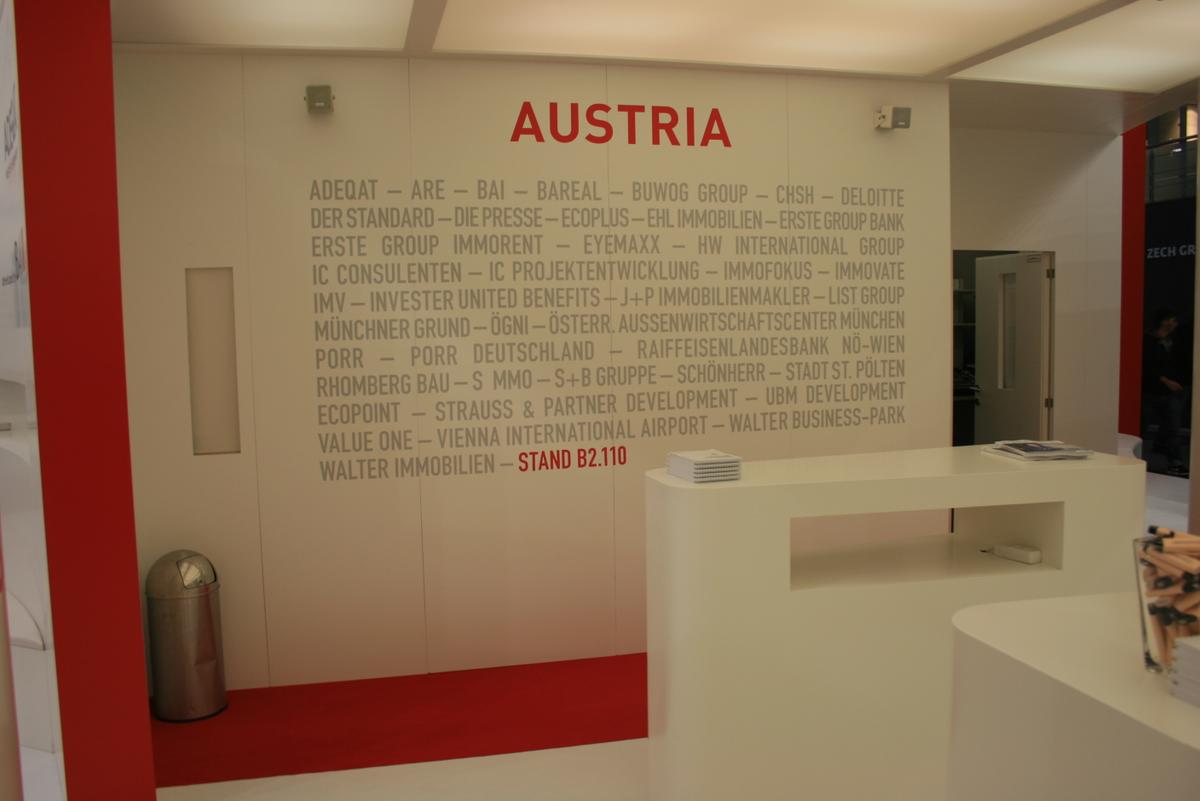 AUSTRIA
ADEQAT – ARE – BAI – BAREAL – BUWOG GROUP – CHSH – DELOITTE
DER STANDARD – DIE PRESSE – ECOPLUS – EHL IMMOBILIEN – ERSTE GROUP BANK
ERSTE GROUP IMMORENT – EYEMAXX – HW INTERNATIONAL GROUP
IC CONSULENTEN – IC PROJEKTENTWICKLUNG – IMMOFOKUS – IMMOVATE
IMV – INVESTER UNITED BENEFITS – J+P IMMOBILIENMAKLER – LIST GROUP
MÜNCHNER GRUND – ÖGNI – ÖSTERR. AUSSENWIRTSCHAFTSCENTER MÜNCHEN
PORR – PORR DEUTSCHLAND – RAIFFEISENLANDESBANK NÖ-WIEN
RHOMBERG BAU – S MMO – S+B GRUPPE – SCHÖNHERR – STADT ST. PÖLTEN
ECOPOINT – STRAUSS & PARTNER DEVELOPMENT – UBM DEVELOPMENT
VALUE ONE – VIENNA INTERNATIONAL AIRPORT – WALTER BUSINESS-PARK
WALTER IMMOBILIEN – STAND B2.110
ZECH GR